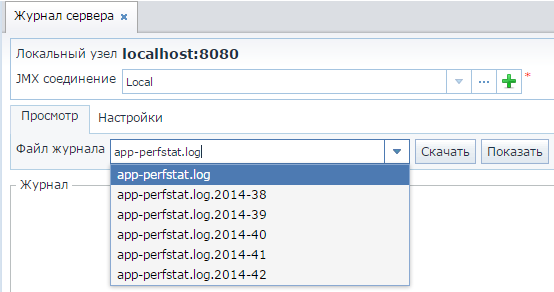 Журнал сервера
Локальный узел localhost:8080
JMX соединение Local ... *
Просмотр Настройки
Файл журнала app-perfstat.log Скачать Показать
app-perfstat.log
Журнал
app-perfstat.log.2014-38
app-perfstat.log.2014-39
app-perfstat.log.2014-40
app-perfstat.log.2014-41
app-perfstat.log.2014-42